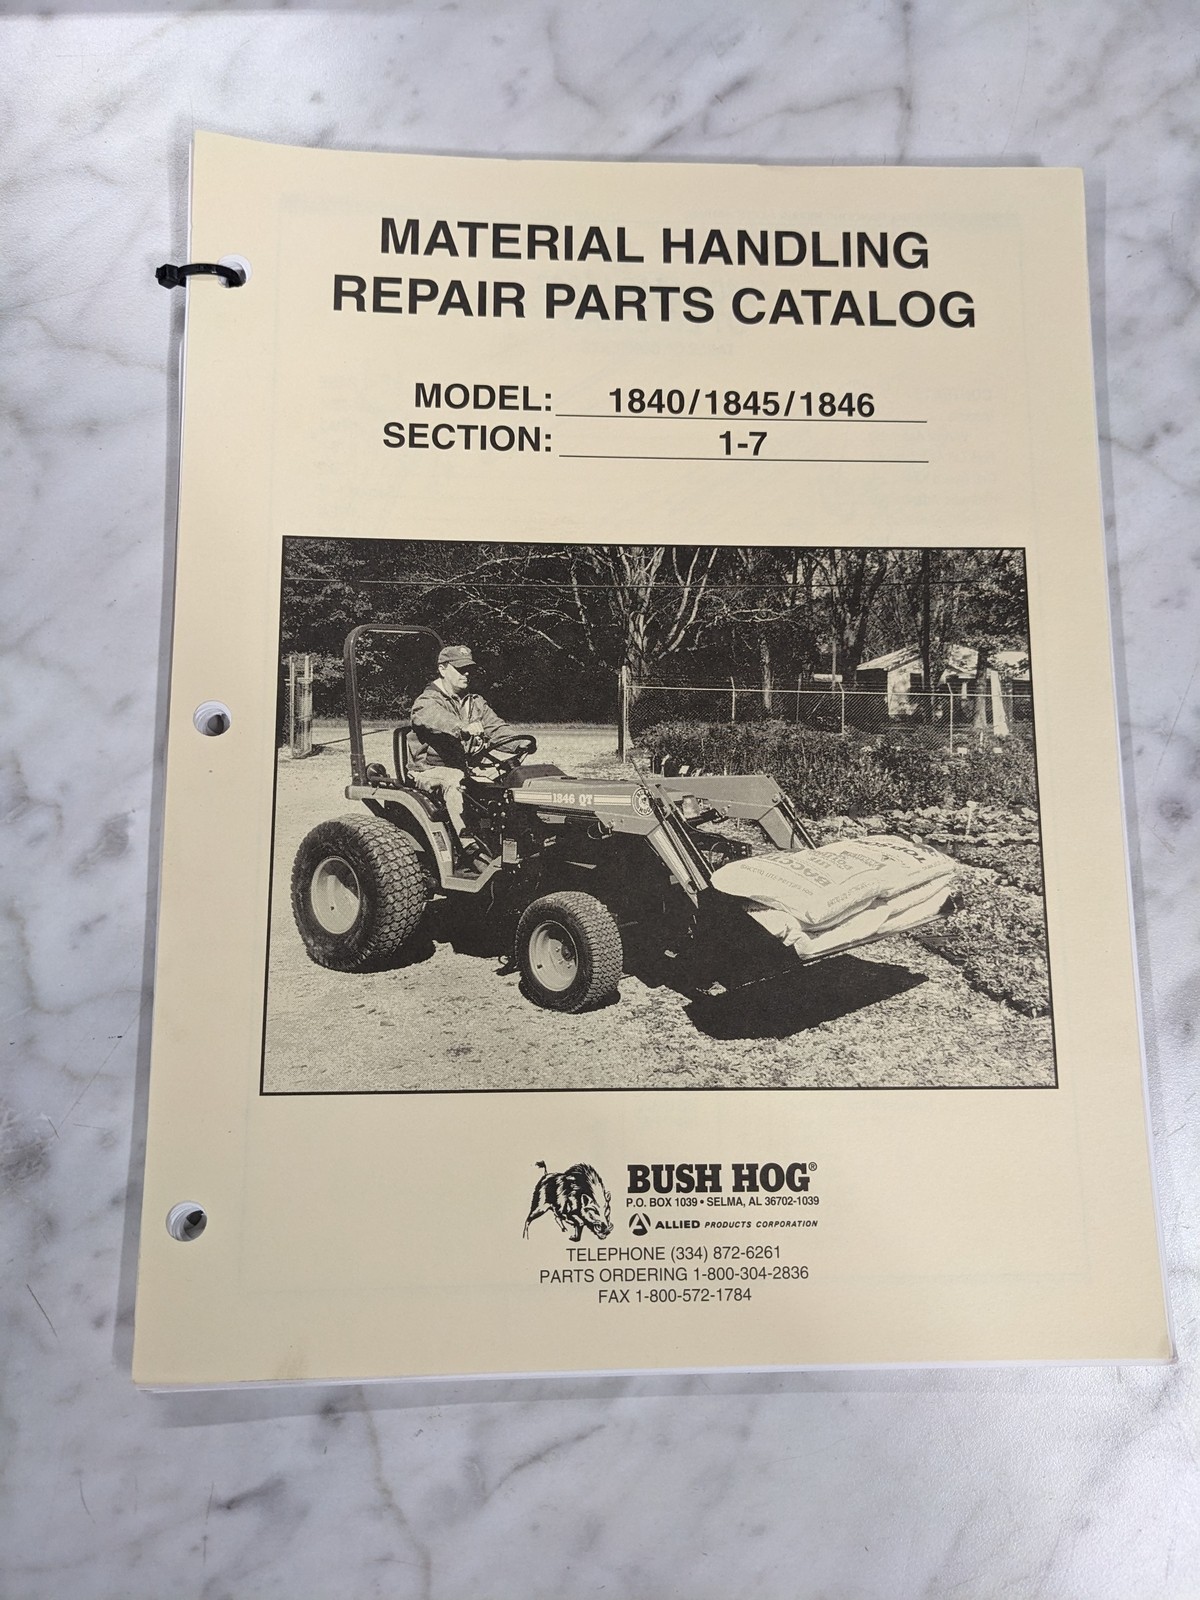 MATERIAL HANDLING
REPAIR PARTS CATALOG
MODEL: 1840/1845/1846
SECTION: 1-7
1846 QT
BUSH HOG®
P.O. BOX 1039 • SELMA, AL 36702-1039
ALLIED PRODUCTS CORPORATION
TELEPHONE (334) 872-6261
PARTS ORDERING 1-800-304-2836
FAX 1-800-572-1784